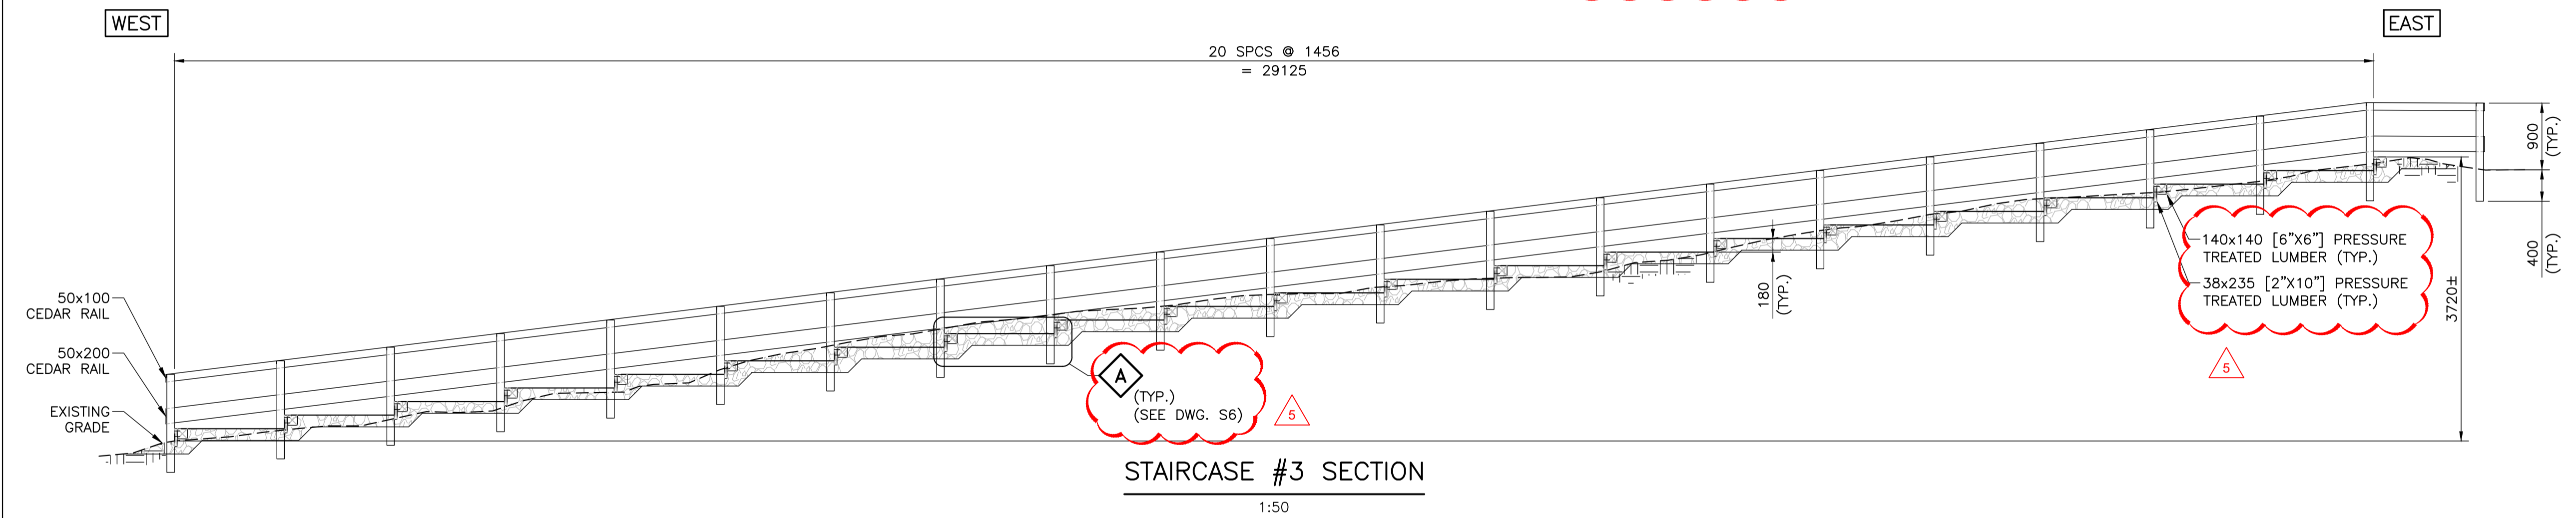 WEST
EAST
20 SPCS @ 1456
= 29125
900
(TYP.)
400
(TYP.)
140x140 [6"X6"] PRESSURE
TREATED LUMBER (TYP.)
38x235 [2"X10"] PRESSURE
TREATED LUMBER (TYP.)
3720±
180
(TYP.)
5
50x100
CEDAR RAIL
50x200
CEDAR RAIL
EXISTING
GRADE
A
(TYP.)
(SEE DWG. S6)
5
STAIRCASE #3 SECTION
1:50